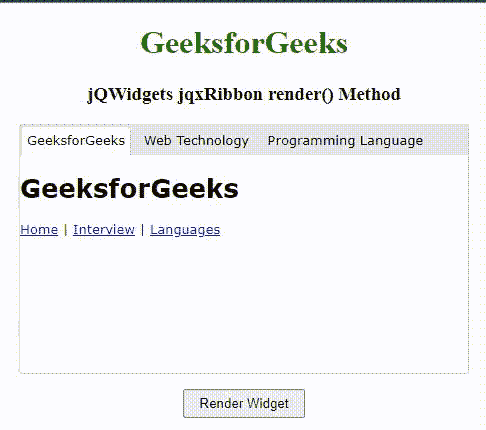 GeeksforGeeks
jQWidgets jqxRibbon render() Method
GeeksforGeeks Web Technology Programming Language
GeeksforGeeks
Home | Interview | Languages
Render Widget